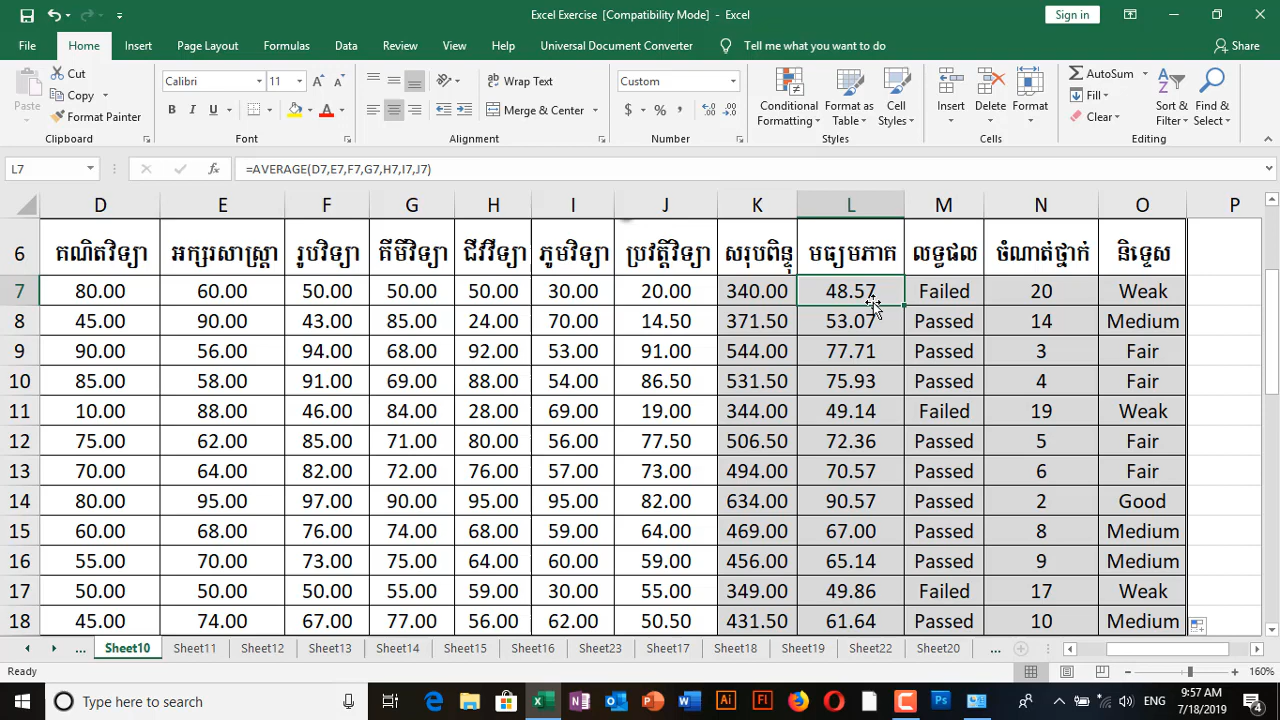 Excel Exercise [Compatibility Mode] - Excel
Sign in
File Home Insert Page Layout Formulas Data Review View Help Universal Document Converter Tell me what you want to do Share
Paste Cut Copy Format Painter
Calibri 11 Wrap Text Custom
B I U Merge & Center $ % ,
Conditional Formatting Format as Table Cell Styles Insert Delete Format
AutoSum Fill Clear Sort & Filter Find & Select
Clipboard Font Alignment Number Styles Cells Editing
L7 fx =AVERAGE(D7,E7,F7,G7,H7,I7,J7)
D E F G H I J K L M N O P
6 គណិតវិទ្យា អក្សរសាស្ត្រា រូបវិទ្យា គីមីវិទ្យា ជីវវិទ្យា ភូមវិទ្យា ប្រវត្តិវិទ្យា សរុបពិន្ទុ មធ្យមភាគ លទ្ធផល ចំណាត់ថ្នាក់ និទ្ទេស
7 80.00 60.00 50.00 50.00 50.00 30.00 20.00 340.00 48.57 Failed 20 Weak
8 45.00 90.00 43.00 85.00 24.00 70.00 14.50 371.50 53.07 Passed 14 Medium
9 90.00 56.00 94.00 68.00 92.00 53.00 91.00 544.00 77.71 Passed 3 Fair
10 85.00 58.00 91.00 69.00 88.00 54.00 86.50 531.50 75.93 Passed 4 Fair
11 10.00 88.00 46.00 84.00 28.00 69.00 19.00 344.00 49.14 Failed 19 Weak
12 75.00 62.00 85.00 71.00 80.00 56.00 77.50 506.50 72.36 Passed 5 Fair
13 70.00 64.00 82.00 72.00 76.00 57.00 73.00 494.00 70.57 Passed 6 Fair
14 80.00 95.00 97.00 90.00 95.00 95.00 82.00 634.00 90.57 Passed 2 Good
15 60.00 68.00 76.00 74.00 68.00 59.00 64.00 469.00 67.00 Passed 8 Medium
16 55.00 70.00 73.00 75.00 64.00 60.00 59.00 456.00 65.14 Passed 9 Medium
17 50.00 50.00 50.00 55.00 59.00 30.00 55.00 349.00 49.86 Failed 17 Weak
18 45.00 74.00 67.00 77.00 56.00 62.00 50.50 431.50 61.64 Passed 10 Medium
... Sheet10 Sheet11 Sheet12 Sheet13 Sheet14 Sheet15 Sheet16 Sheet23 Sheet17 Sheet18 Sheet19 Sheet22 Sheet20 ...
Ready 160%
Type here to search ENG 9:57 AM
7/18/2019 4